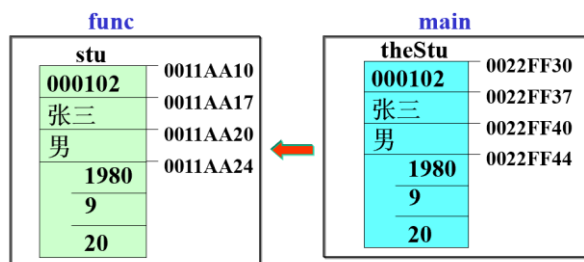 func
stu
000102
0011AA10
张三
0011AA17
男
0011AA20
1980
0011AA24
9
20
main
theStu
000102
0022FF30
张三
0022FF37
男
0022FF40
1980
0022FF44
9
20